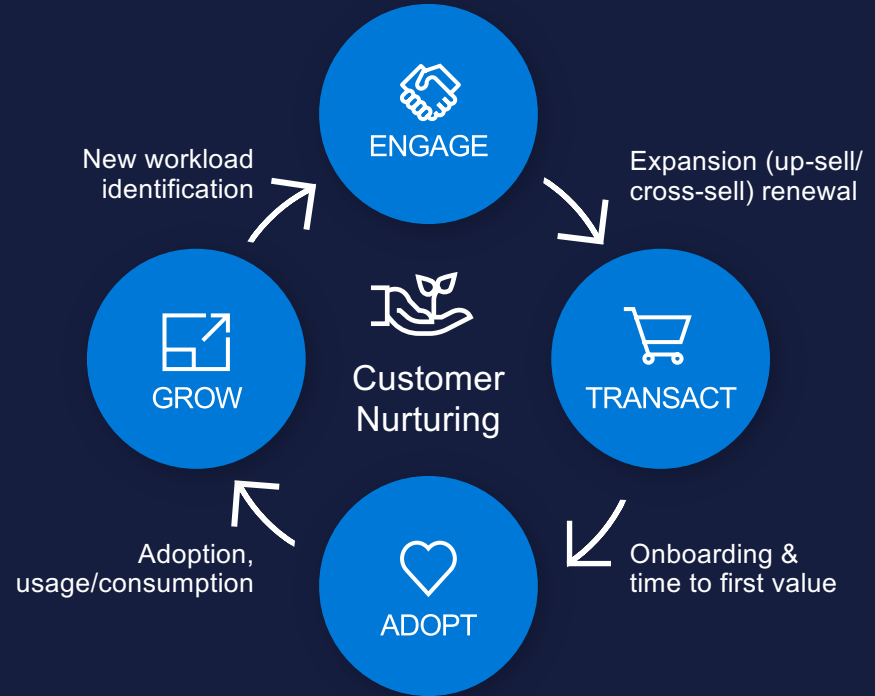 ENGAGE
New workload
identification
Expansion (up-sell/
cross-sell) renewal
GROW
Customer
Nurturing
TRANSACT
Adoption,
usage/consumption
Onboarding &
time to first value
ADOPT